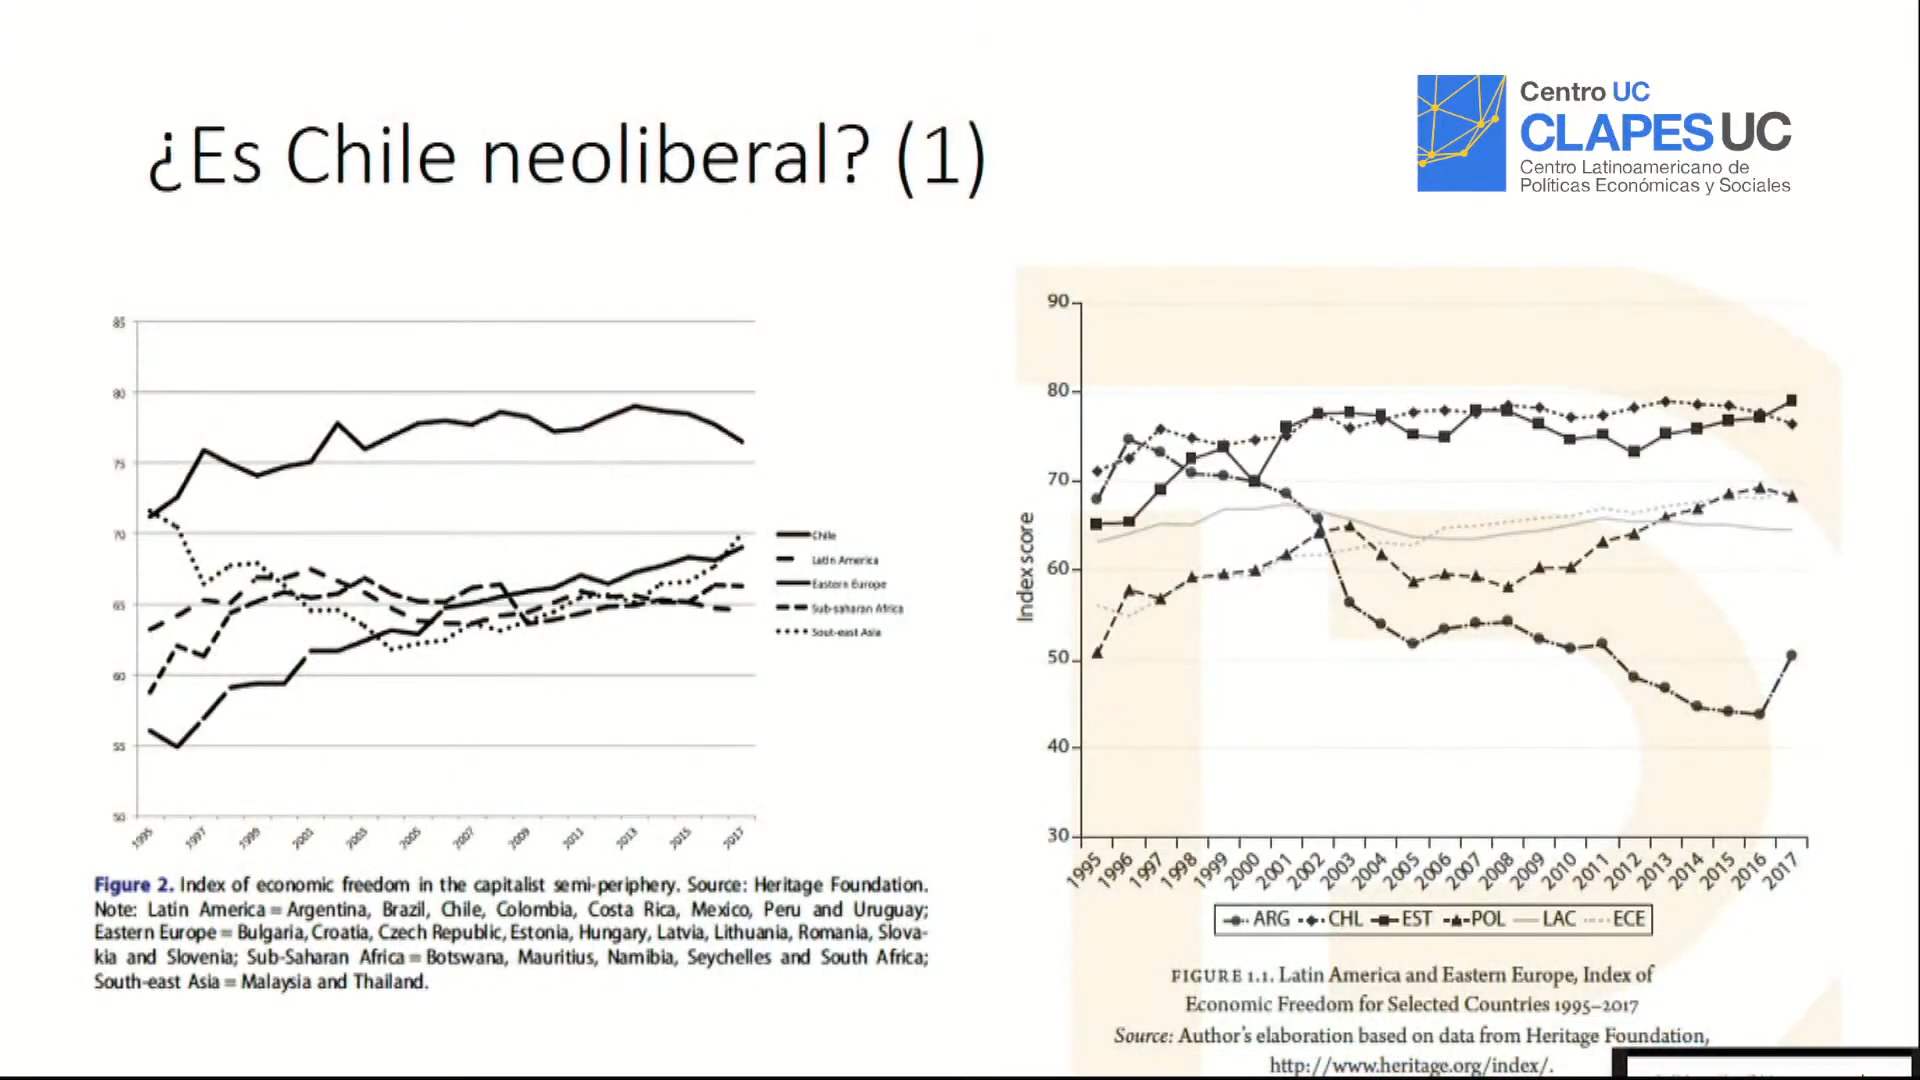 ¿Es Chile neoliberal? (1)
Centro UC
CLAPES UC
Centro Latinoamericano de
Políticas Económicas y Sociales
85
80
75
70
65
60
55
50
1995
1997
1999
2001
2003
2005
2007
2009
2011
2013
2015
2017
Chile
Latin America
Eastern Europe
Sub-saharan Africa
Sout-east Asia
Figure 2. Index of economic freedom in the capitalist semi-periphery. Source: Heritage Foundation.
Note: Latin America = Argentina, Brazil, Chile, Colombia, Costa Rica, Mexico, Peru and Uruguay;
Eastern Europe = Bulgaria, Croatia, Czech Republic, Estonia, Hungary, Latvia, Lithuania, Romania, Slova-
kia and Slovenia; Sub-Saharan Africa = Botswana, Mauritius, Namibia, Seychelles and South Africa;
South-east Asia = Malaysia and Thailand.
90
80
70
60
50
40
30
Index score
1995
1996
1997
1998
1999
2000
2001
2002
2003
2004
2005
2006
2007
2008
2009
2010
2011
2012
2013
2014
2015
2016
2017
ARG CHL EST POL LAC ECE
FIGURE 1.1. Latin America and Eastern Europe, Index of
Economic Freedom for Selected Countries 1995–2017
Source: Author's elaboration based on data from Heritage Foundation,
http://www.heritage.org/index/.